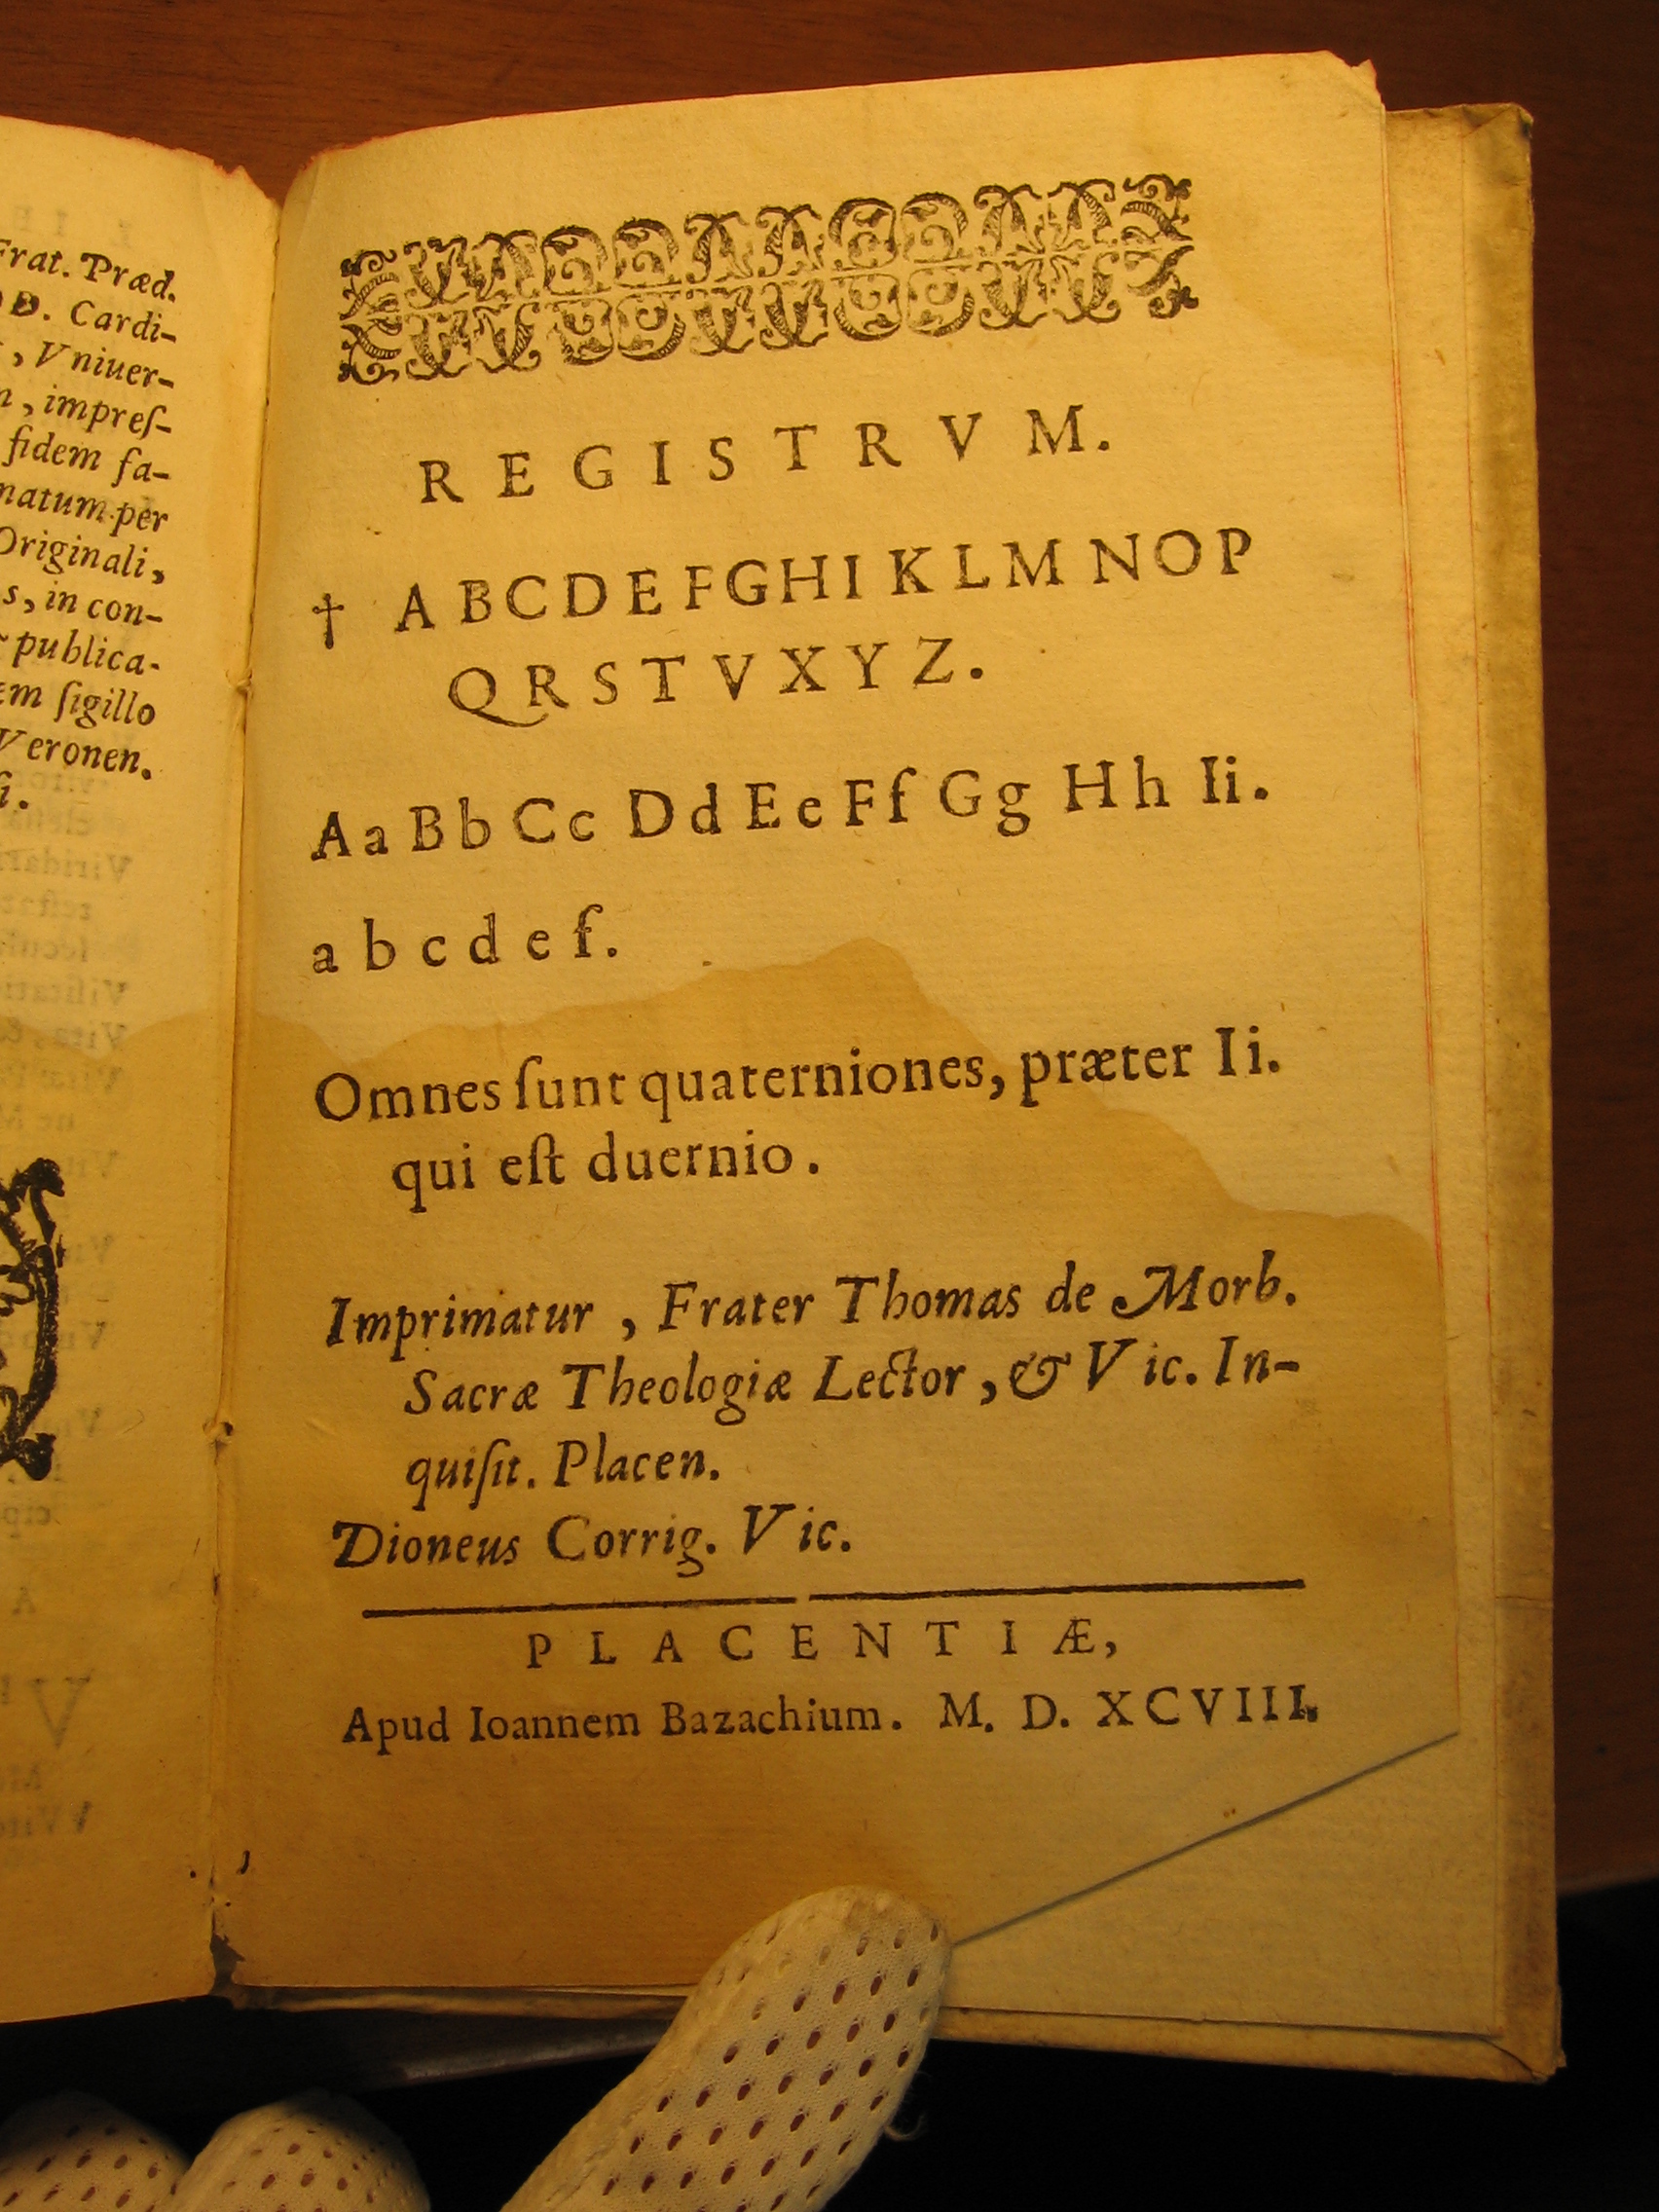 Frat. Præd.
D. Cardi-
, Vniuer-
, impreſ-
fidem fa-
natum per
Originali,
s, in con-
publica-
em ſigillo
Veronen.
REGISTRVM.
† ABCDEFGHIKLMNOP
QRSTVXYZ.
Aa Bb Cc Dd Ee Ff Gg Hh Ii.
a b c d e f.
Omnes ſunt quaterniones, præter Ii.
qui eſt duernio.
Imprimatur, Frater Thomas de Morb.
Sacræ Theologiæ Lector, & Vic. In-
quiſit. Placen.
Dioneus Corrig. Vic.
PLACENTIÆ,
Apud Ioannem Bazachium. M. D. XCVIII.